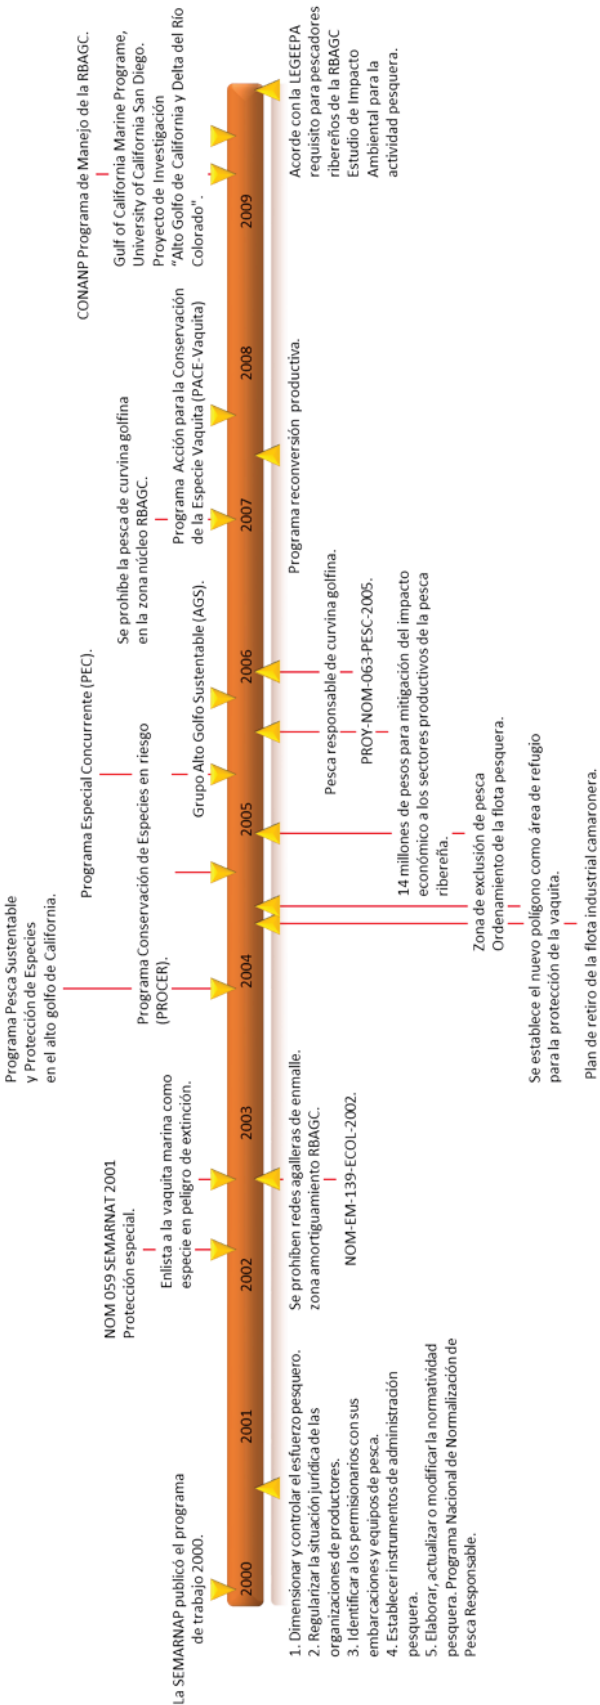 La SEMARNAP publicó el programa
de trabajo 2000.
NOM 059 SEMARNAT 2001
Protección especial.
Enlista a la vaquita marina como
especie en peligro de extinción.
Programa Pesca Sustentable
y Protección de Especies
en el alto golfo de California.
Programa Conservación de Especies en riesgo
(PROCER).
Programa Especial Concurrente (PEC).
Grupo Alto Golfo Sustentable (AGS).
Se prohíbe la pesca de curvina golfina
en la zona núcleo RBAGC.
Programa Acción para la Conservación
de la Especie Vaquita (PACE-Vaquita)
CONANP Programa de Manejo de la RBAGC.
Gulf of California Marine Programe,
University of California San Diego.
Proyecto de Investigación
“Alto Golfo de California y Delta del Río
Colorado".
2000
2001
2002
2003
2004
2005
2006
2007
2008
2009
1. Dimensionar y controlar el esfuerzo pesquero.
2. Regularizar la situación jurídica de las
organizaciones de productores.
3. Identificar a los permisionarios con sus
embarcaciones y equipos de pesca.
4. Establecer instrumentos de administración
pesquera.
5. Elaborar, actualizar o modificar la normatividad
pesquera. Programa Nacional de Normalización de
Pesca Responsable.
Se prohíben redes agalleras de enmalle.
zona amortiguamiento RBAGC.
NOM-EM-139-ECOL-2002.
Plan de retiro de la flota industrial camaronera.
Se establece el nuevo polígono como área de refugio
para la protección de la vaquita.
Zona de exclusión de pesca
Ordenamiento de la flota pesquera.
14 millones de pesos para mitigación del impacto
económico a los sectores productivos de la pesca
ribereña.
PROY-NOM-063-PESC-2005.
Pesca responsable de curvina golfina.
Programa reconversión productiva.
Acorde con la LEGEEPA
requisito para pescadores
ribereños de la RBAGC
Estudio de Impacto
Ambiental para la
actividad pesquera.